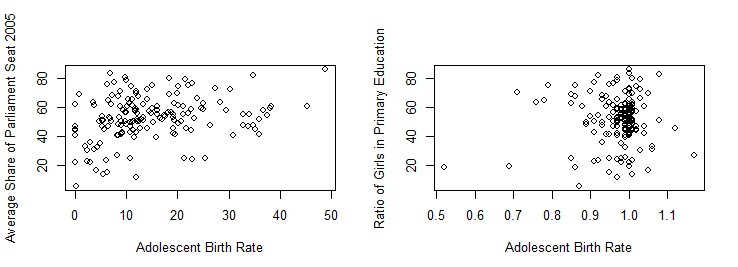 Average Share of Parliament Seat 2005
80
60
40
20
0 10 20 30 40 50
Adolescent Birth Rate
Ratio of Girls in Primary Education
80
60
40
20
0.5 0.6 0.7 0.8 0.9 1.0 1.1
Adolescent Birth Rate